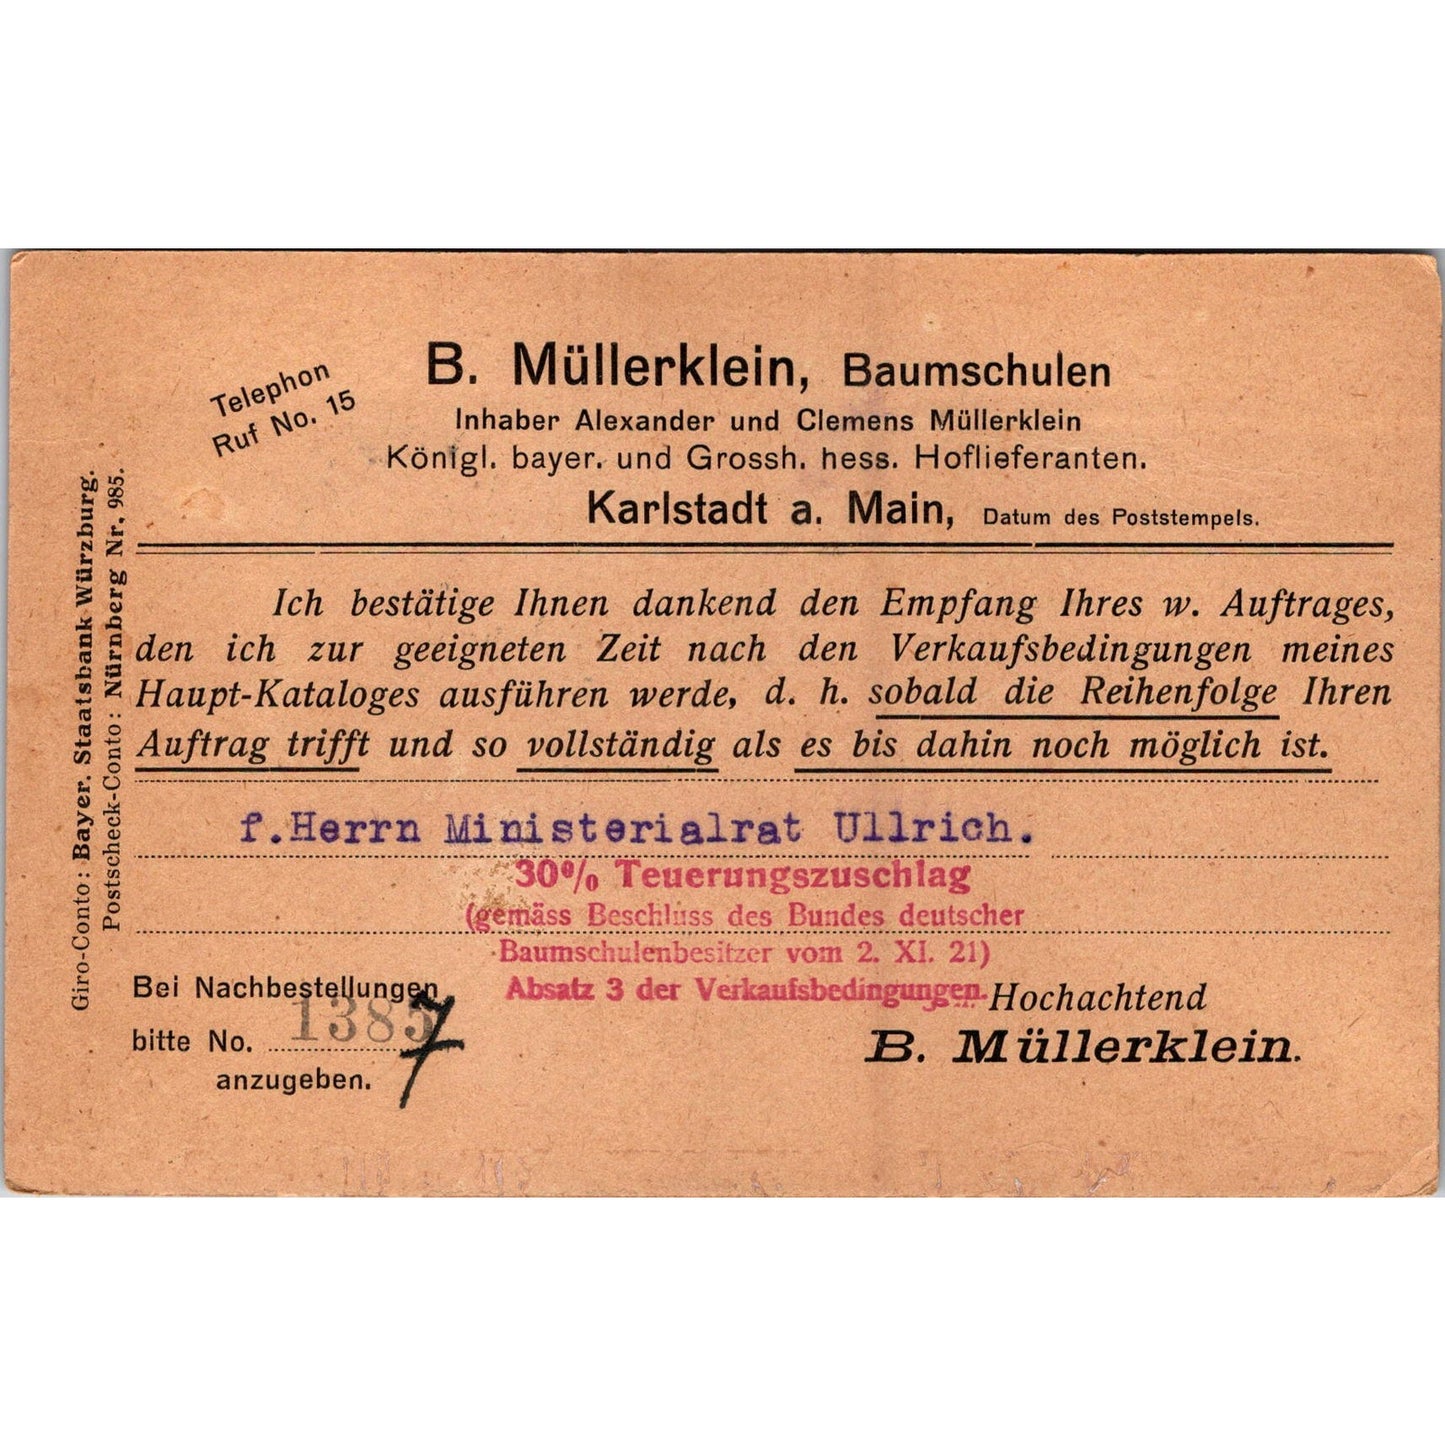 Telephon
Ruf No. 15
B. Müllerklein, Baumschulen
Inhaber Alexander und Clemens Müllerklein
Königl. bayer. und Grossh. hess. Hoflieferanten.
Karlstadt a. Main, Datum des Poststempels.
Giro-Conto: Bayer. Staatsbank Würzburg.
Postscheck-Conto: Nürnberg Nr. 985.
Ich bestätige Ihnen dankend den Empfang Ihres w. Auftrages,
den ich zur geeigneten Zeit nach den Verkaufsbedingungen meines
Haupt-Kataloges ausführen werde, d. h. sobald die Reihenfolge Ihren
Auftrag trifft und so vollständig als es bis dahin noch möglich ist.
f.Herrn Ministerialrat Ullrich.
30% Teuerungszuschlag
(gemäss Beschluss des Bundes deutscher
Baumschulenbesitzer vom 2. XI. 21)
Absatz 3 der Verkaufsbedingungen.
Bei Nachbestellungen
bitte No. 1385 7
anzugeben.
Hochachtend
B. Müllerklein.